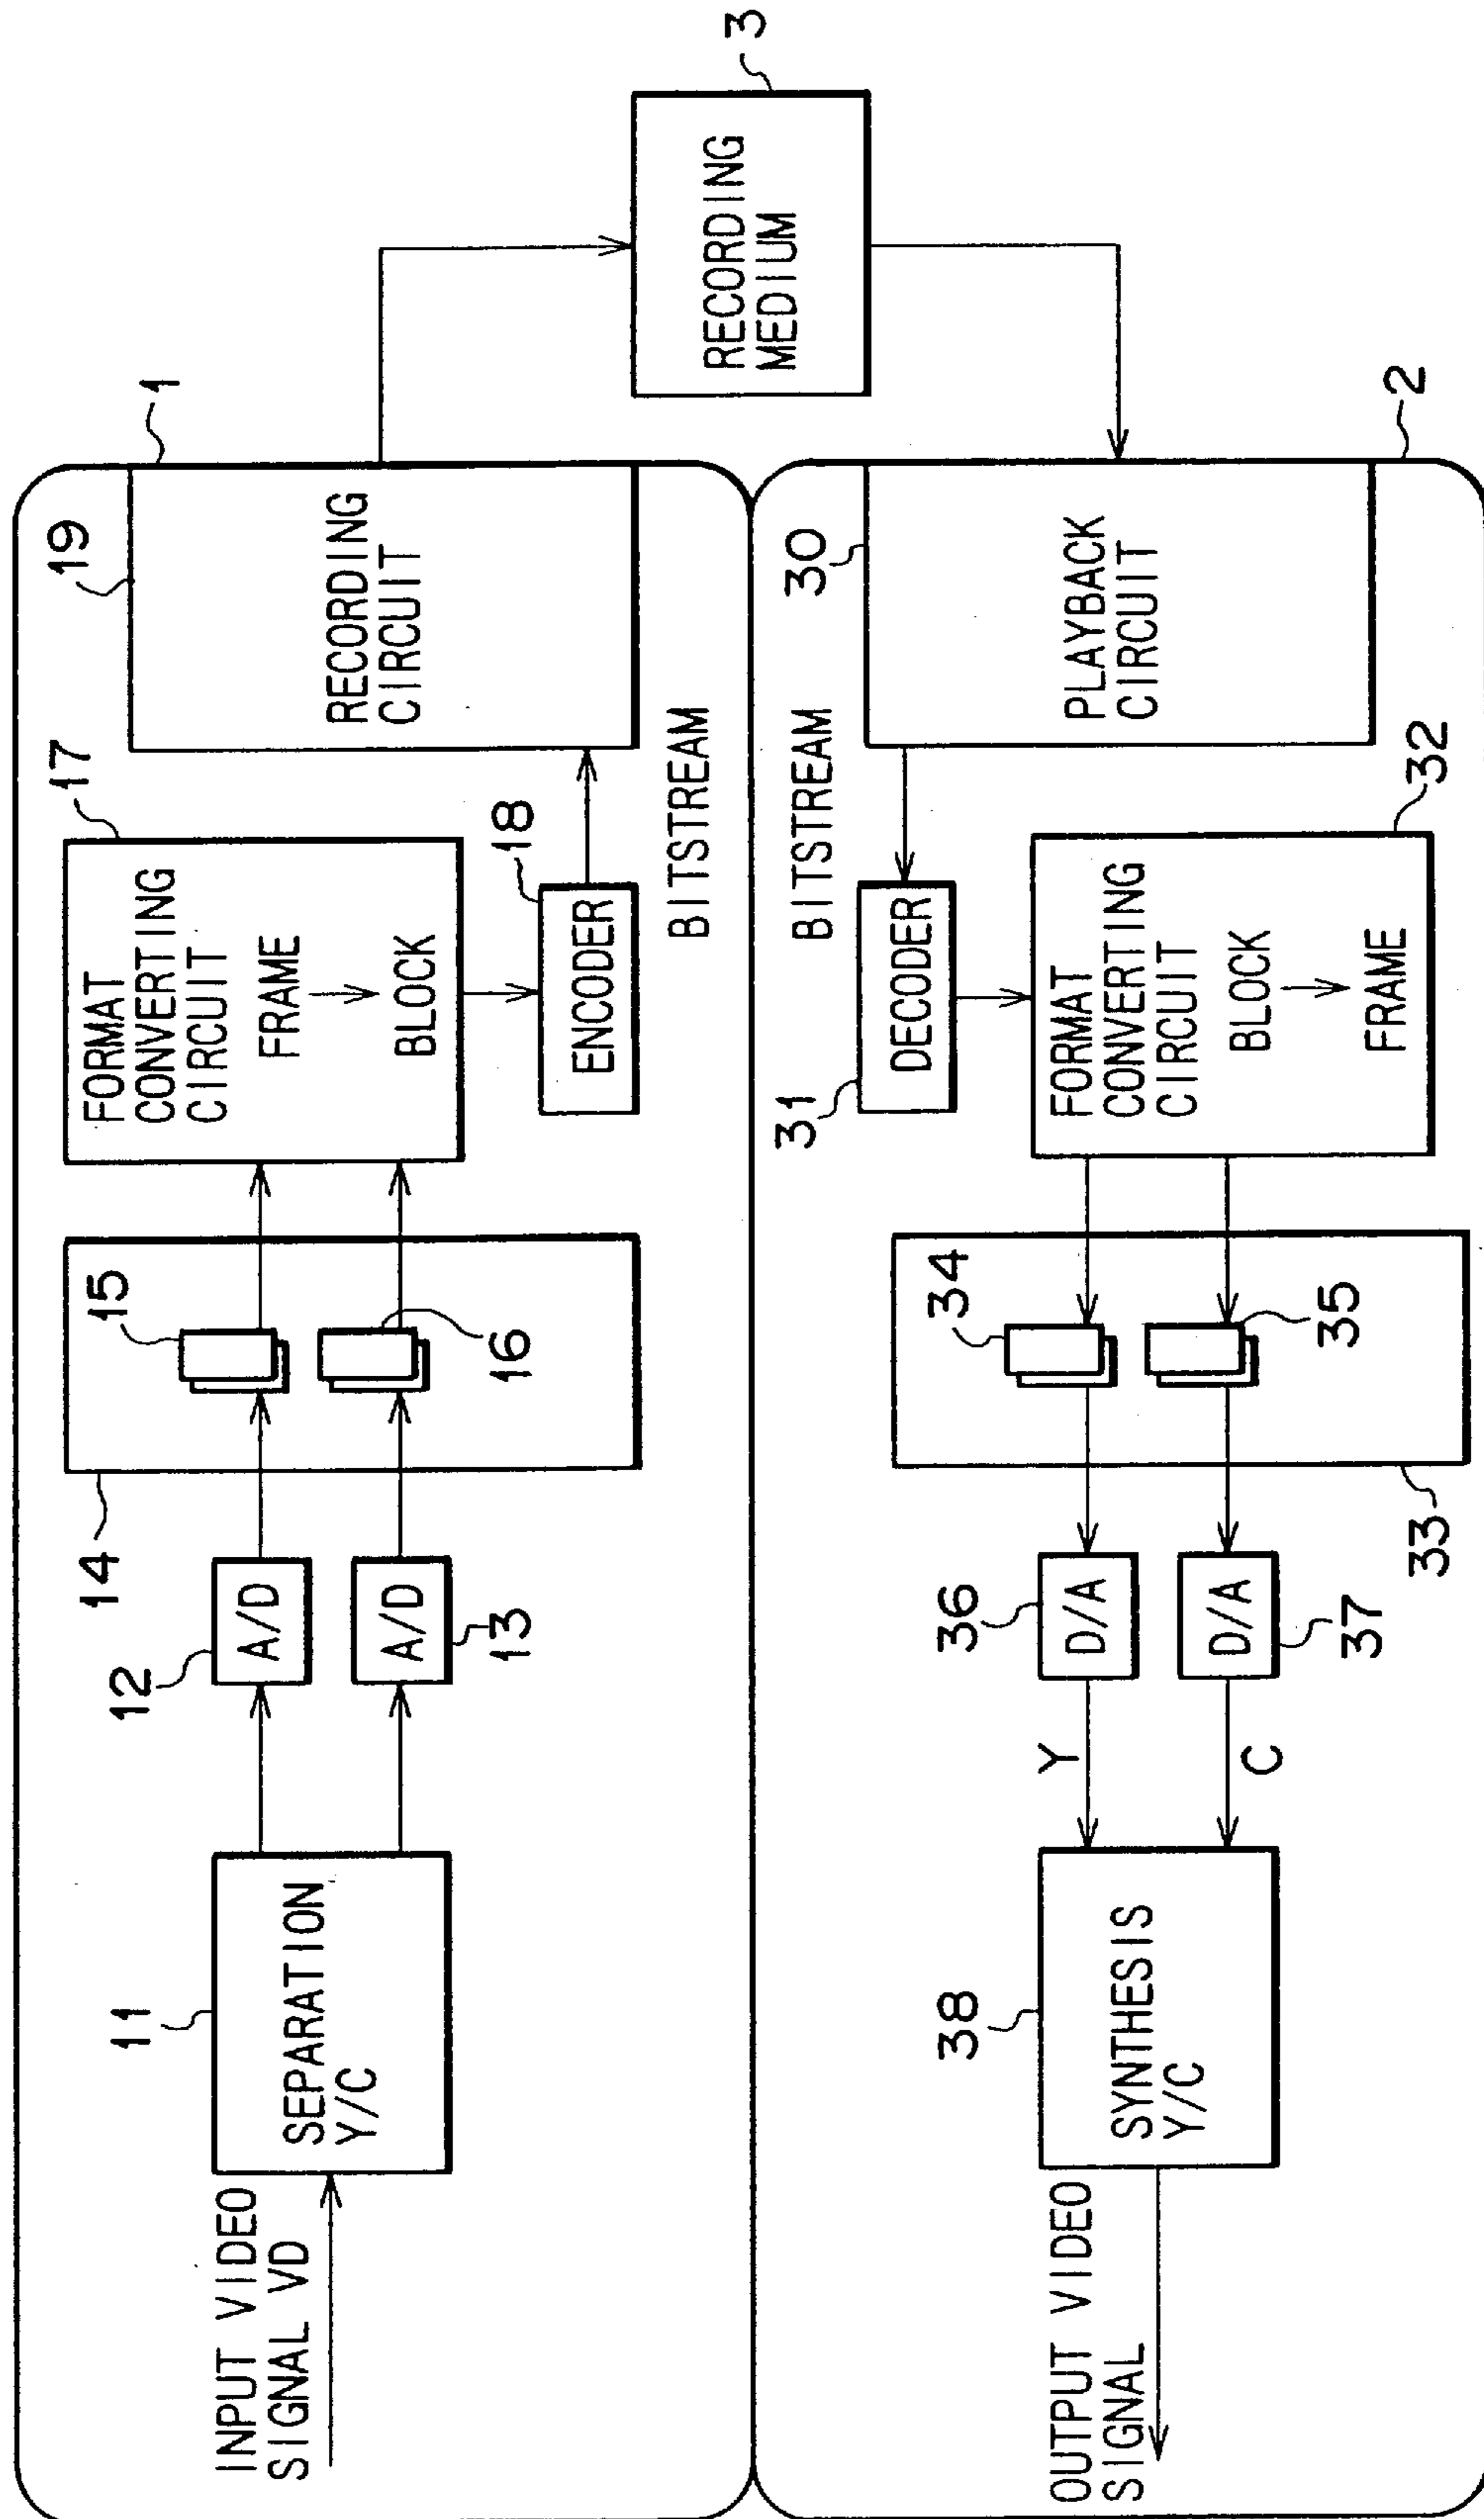 INPUT VIDEO
SIGNAL VD
11
SEPARATION
Y/C
12
A/D
A/D
13
14
15
16
17
FORMAT
CONVERTING
CIRCUIT
FRAME
BLOCK
18
ENCODER
BITSTREAM
19
RECORDING
CIRCUIT
1
3
RECORDING
MEDIUM
2
30
PLAYBACK
CIRCUIT
BITSTREAM
31
DECODER
32
FORMAT
CONVERTING
CIRCUIT
BLOCK
FRAME
33
34
35
36
D/A
D/A
37
Y
C
38
SYNTHESIS
Y/C
OUTPUT VIDEO
SIGNAL